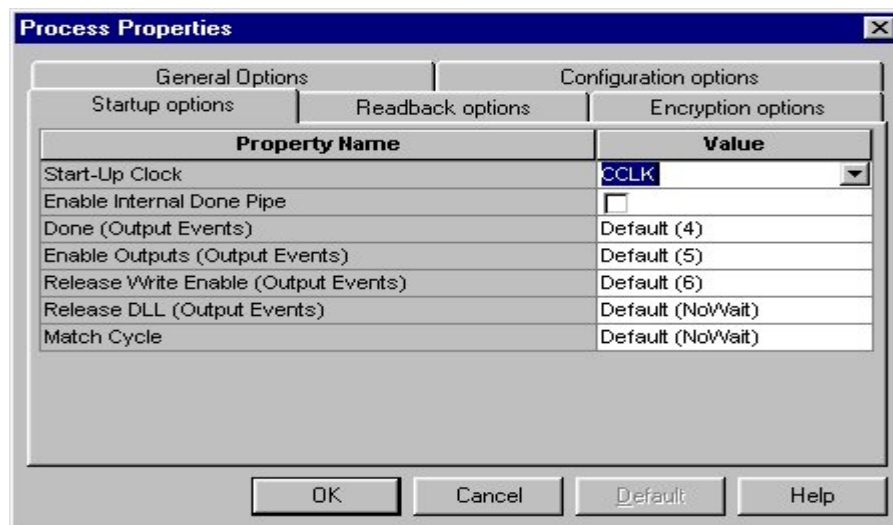 Process Properties
General Options Configuration options
Startup options Readback options Encryption options
Property Name Value
Start-Up Clock CCLK
Enable Internal Done Pipe
Done (Output Events) Default (4)
Enable Outputs (Output Events) Default (5)
Release Write Enable (Output Events) Default (6)
Release DLL (Output Events) Default (NoWait)
Match Cycle Default (NoWait)
OK Cancel Default Help